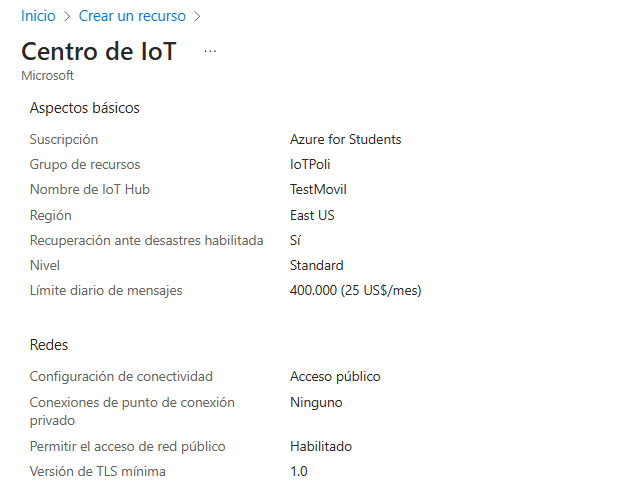 Inicio > Crear un recurso >
Centro de IoT ...
Microsoft
Aspectos básicos
Suscripción Azure for Students
Grupo de recursos IoTPoli
Nombre de IoT Hub TestMovil
Región East US
Recuperación ante desastres habilitada Sí
Nivel Standard
Límite diario de mensajes 400.000 (25 US$/mes)
Redes
Configuración de conectividad Acceso público
Conexiones de punto de conexión Ninguno
privado
Permitir el acceso de red público Habilitado
Versión de TLS mínima 1.0